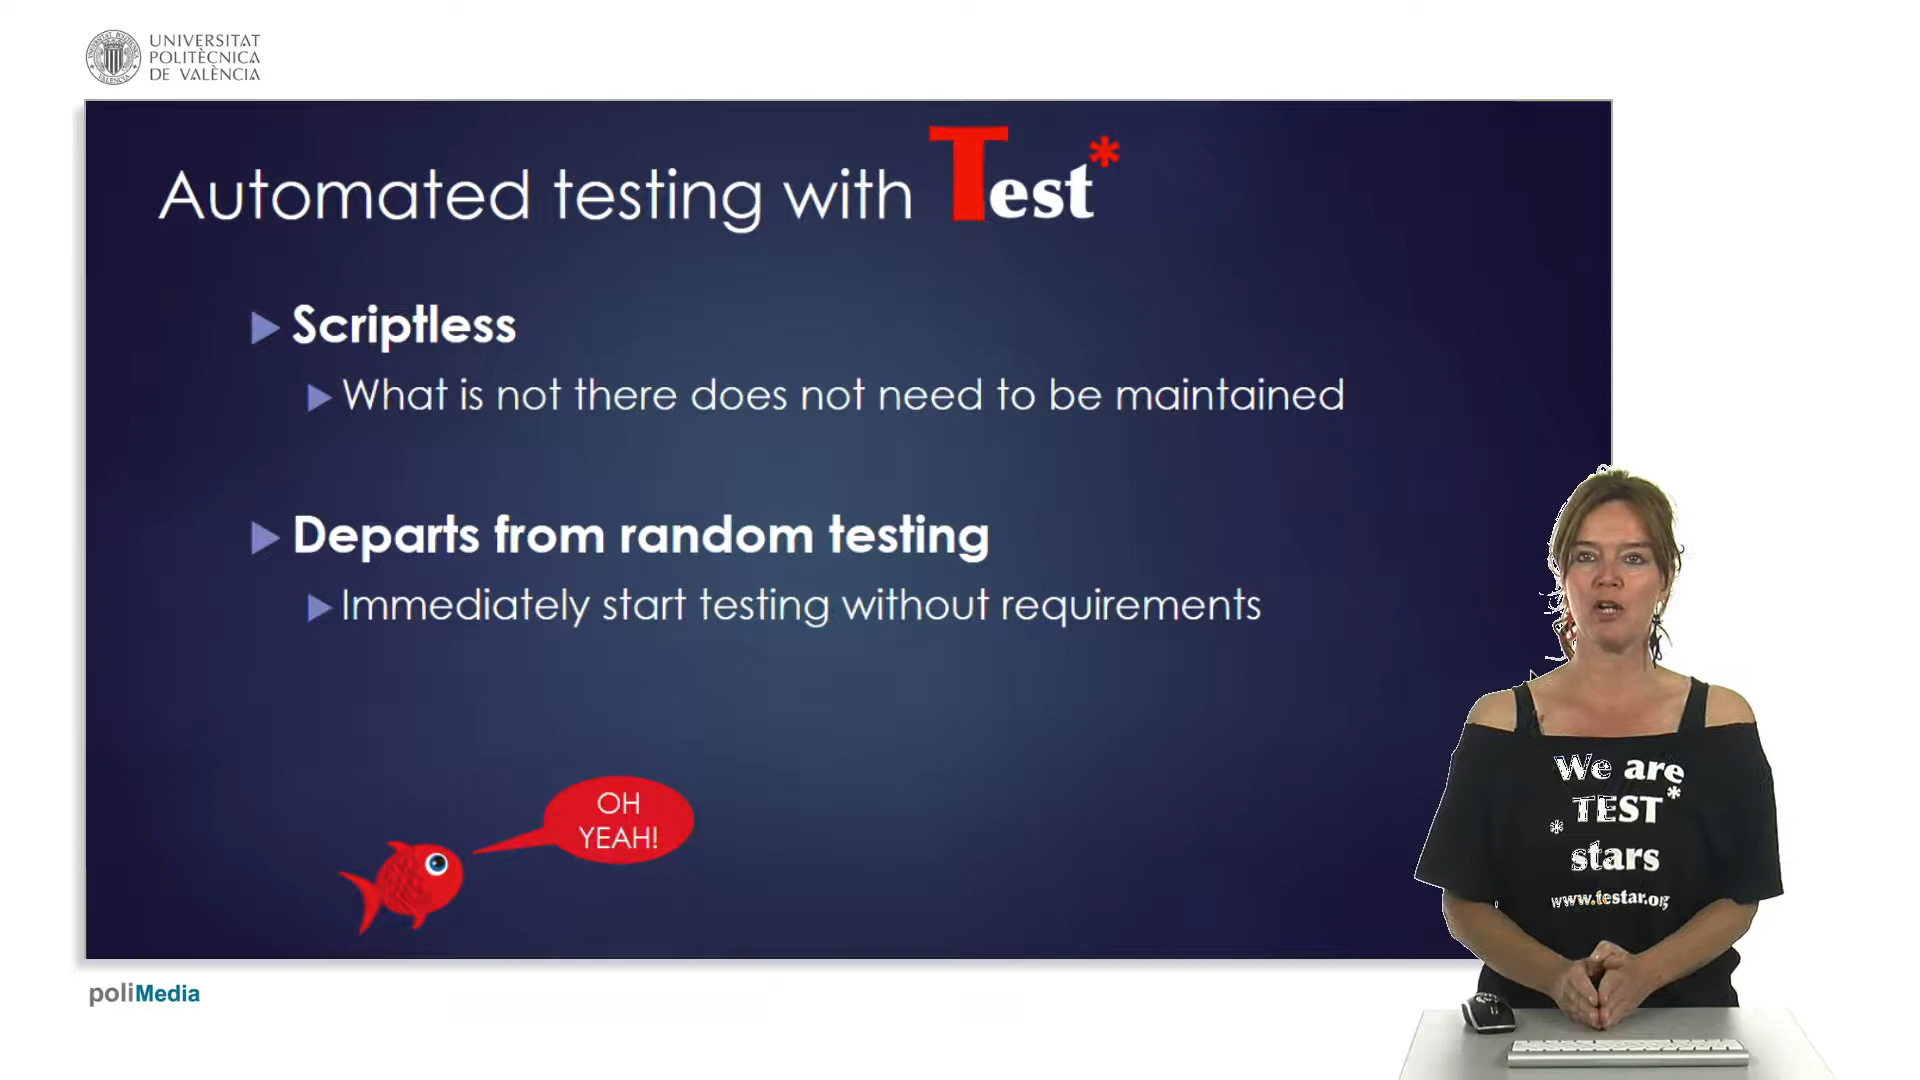 UNIVERSITAT
POLITÈCNICA
DE VALÈNCIA
Automated testing with Test*
Scriptless
What is not there does not need to be maintained
Departs from random testing
Immediately start testing without requirements
OH
YEAH!
We are
TEST*
* stars
www.testar.org
poliMedia